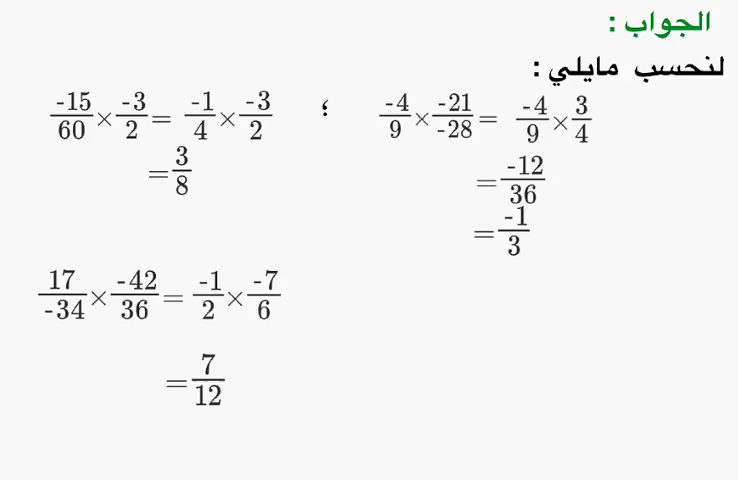 الجواب :
لنحسب مايلي :
-4/9 × -21/-28 = -4/9 × 3/4 ؛ -15/60 × -3/2 = -1/4 × -3/2
= -12/36
= 3/8
= -1/3
17/-34 × -42/36 = -1/2 × -7/6
= 7/12